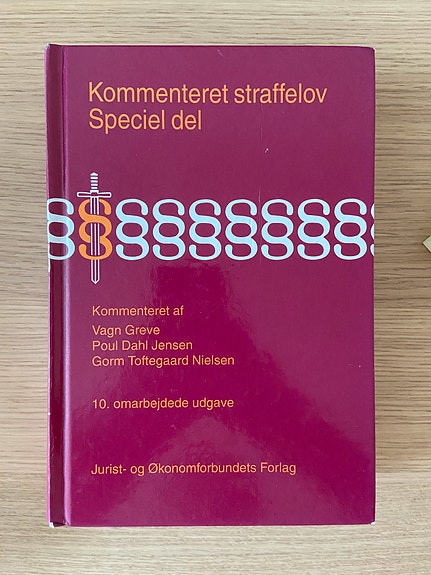 Kommenteret straffelov
Speciel del
§§§§§§§§§
Kommenteret af
Vagn Greve
Poul Dahl Jensen
Gorm Toftegaard Nielsen
10. omarbejdede udgave
Jurist- og Økonomforbundets Forlag